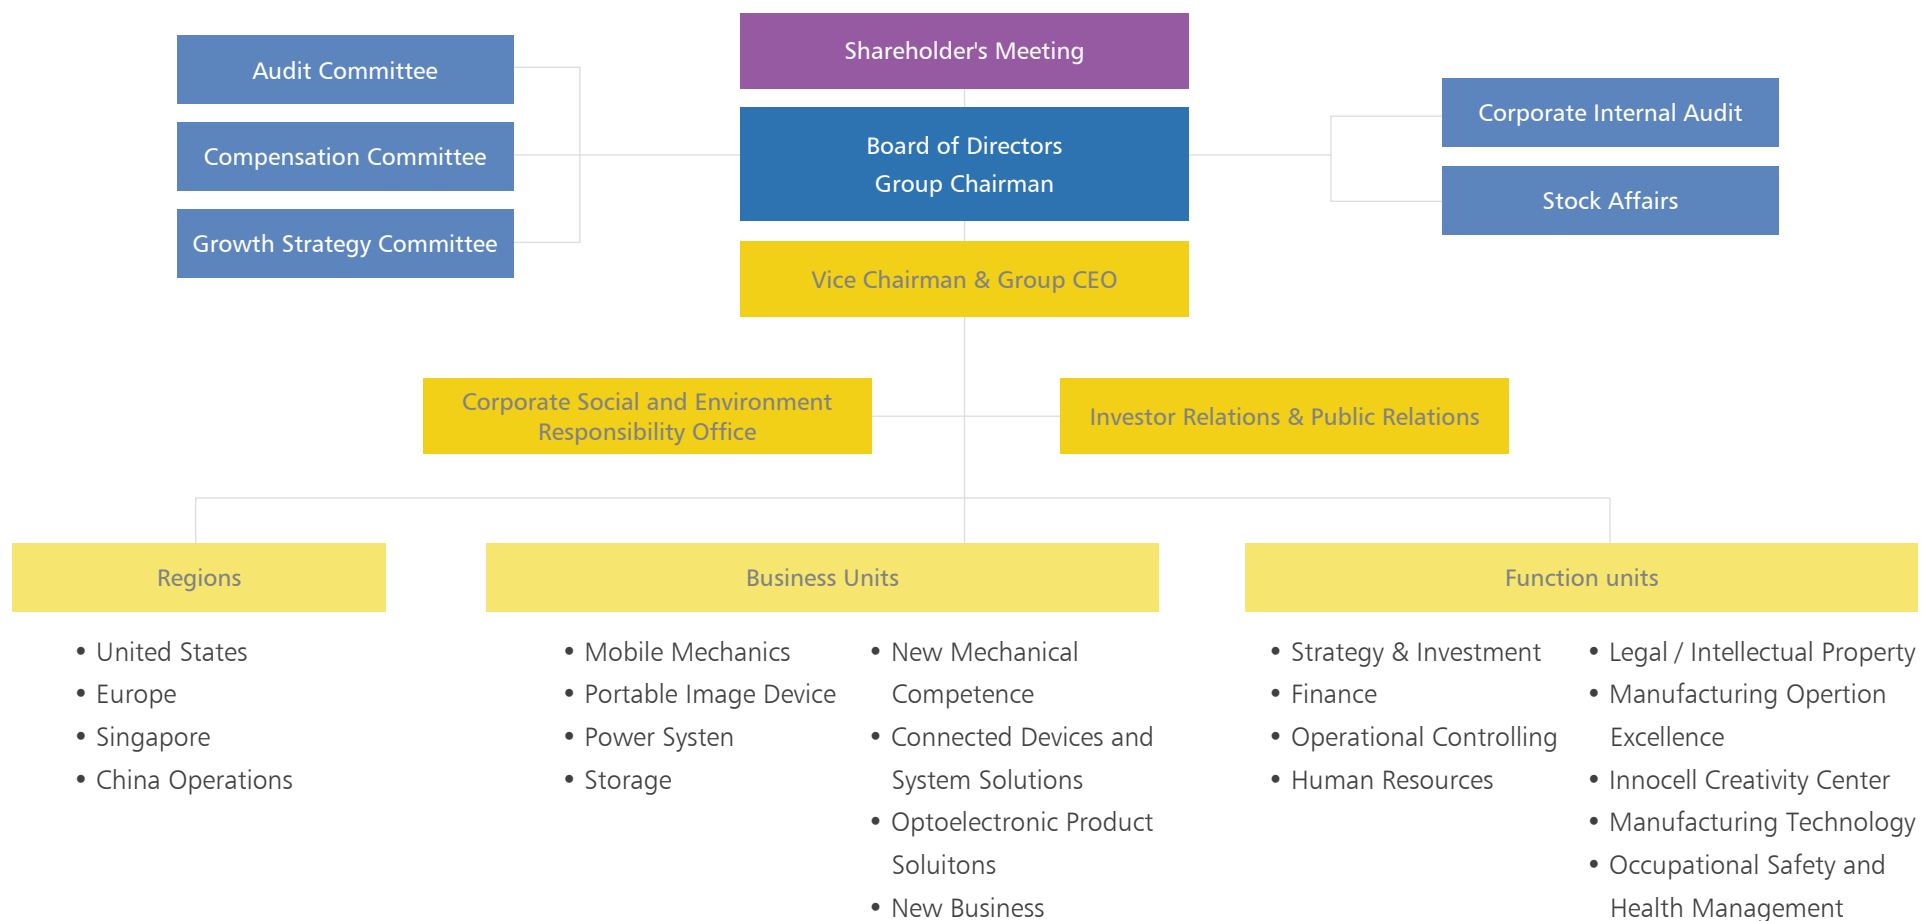 Shareholder's Meeting
Audit Committee
Compensation Committee
Growth Strategy Committee
Board of Directors
Group Chairman
Corporate Internal Audit
Stock Affairs
Vice Chairman & Group CEO
Corporate Social and Environment
Responsibility Office
Investor Relations & Public Relations
Regions
• United States
• Europe
• Singapore
• China Operations
Business Units
• Mobile Mechanics
• Portable Image Device
• Power Systen
• Storage
• New Mechanical
Competence
• Connected Devices and
System Solutions
• Optoelectronic Product
Soluitons
• New Business
Function units
• Strategy & Investment
• Finance
• Operational Controlling
• Human Resources
• Legal / Intellectual Property
• Manufacturing Opertion
Excellence
• Innocell Creativity Center
• Manufacturing Technology
• Occupational Safety and
Health Management